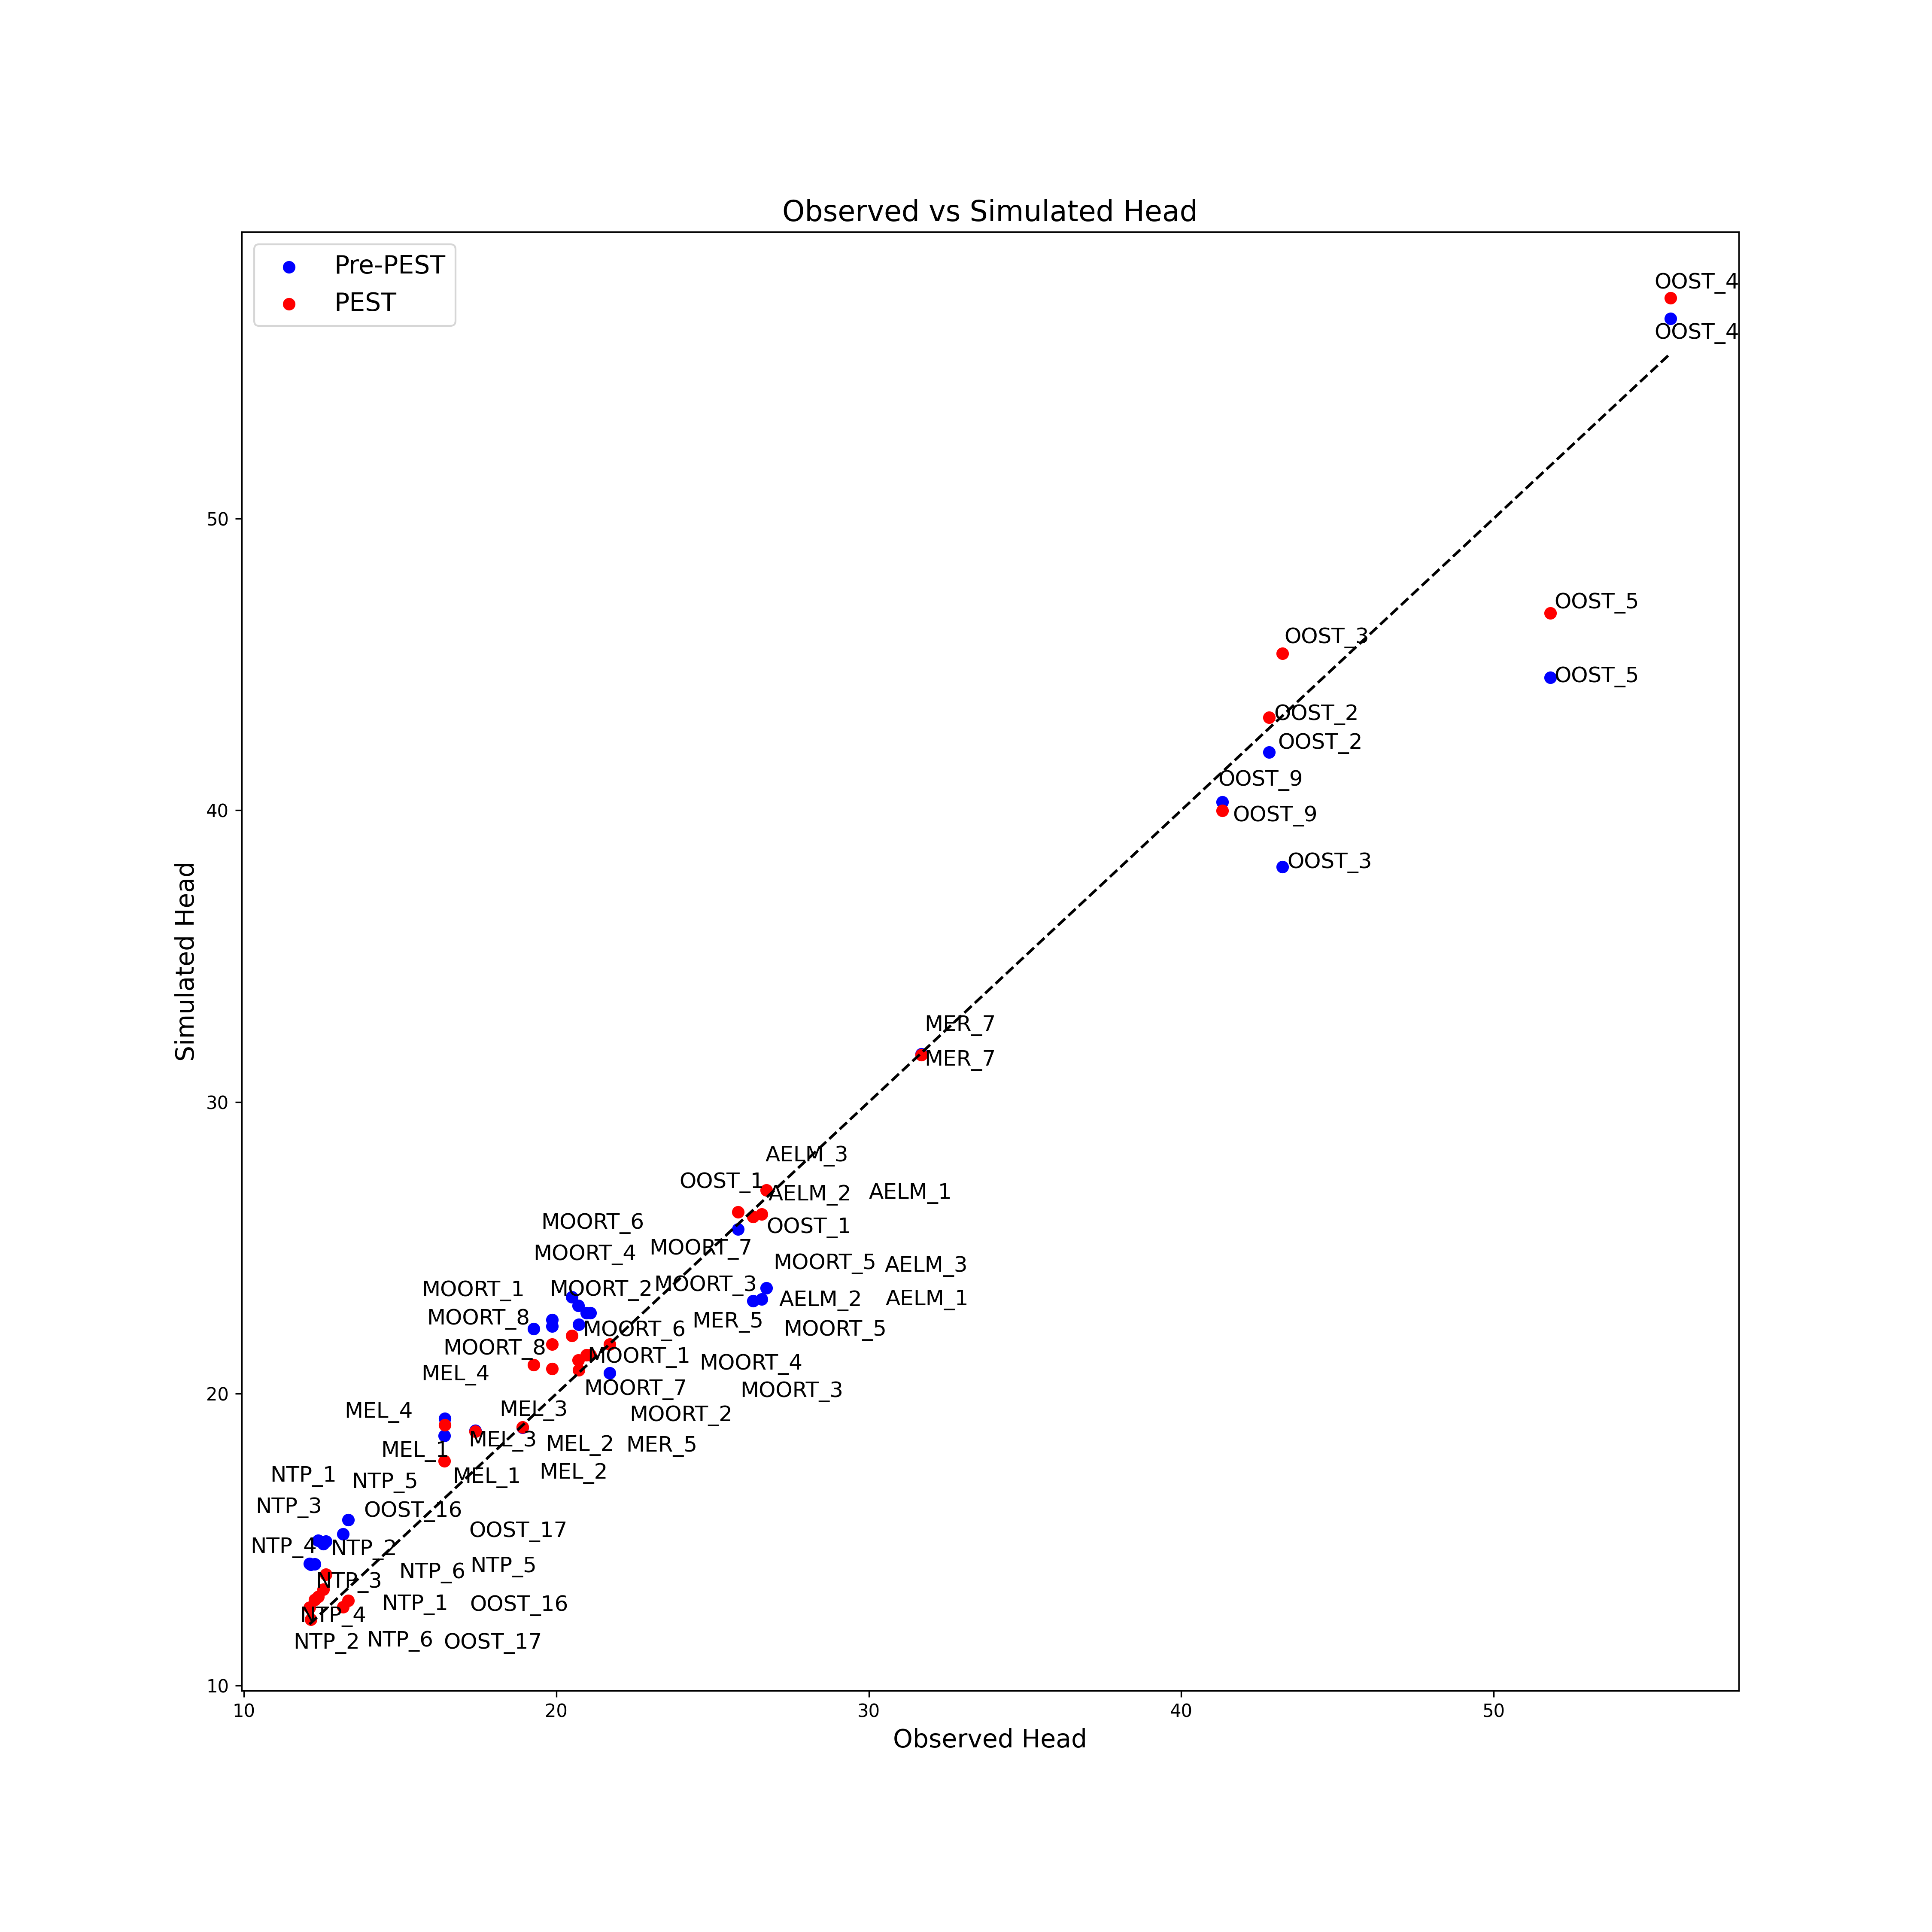 Observed vs Simulated Head
Pre-PEST
PEST
OOST_4
OOST_4
50
OOST_5
OOST_3
OOST_5
OOST_2
OOST_2
OOST_9
40
OOST_9
OOST_3
Simulated Head
MER_7
MER_7
30
AELM_3
OOST_1
AELM_2
AELM_1
MOORT_6
OOST_1
MOORT_7
MOORT_4
MOORT_5
AELM_3
MOORT_3
MOORT_1
MOORT_2
AELM_2
AELM_1
MOORT_8
MER_5
MOORT_6
MOORT_5
MOORT_8
MOORT_1
MOORT_4
MEL_4
20
MOORT_7
MOORT_3
MEL_4
MEL_3
MOORT_2
MEL_3
MEL_2
MER_5
MEL_1
MEL_2
NTP_1
MEL_1
NTP_5
NTP_3
OOST_16
OOST_17
NTP_4
NTP_2
NTP_5
NTP_6
NTP_3
NTP_1
OOST_16
NTP_4
NTP_2
NTP_6
OOST_17
10
10
20
30
40
50
Observed Head